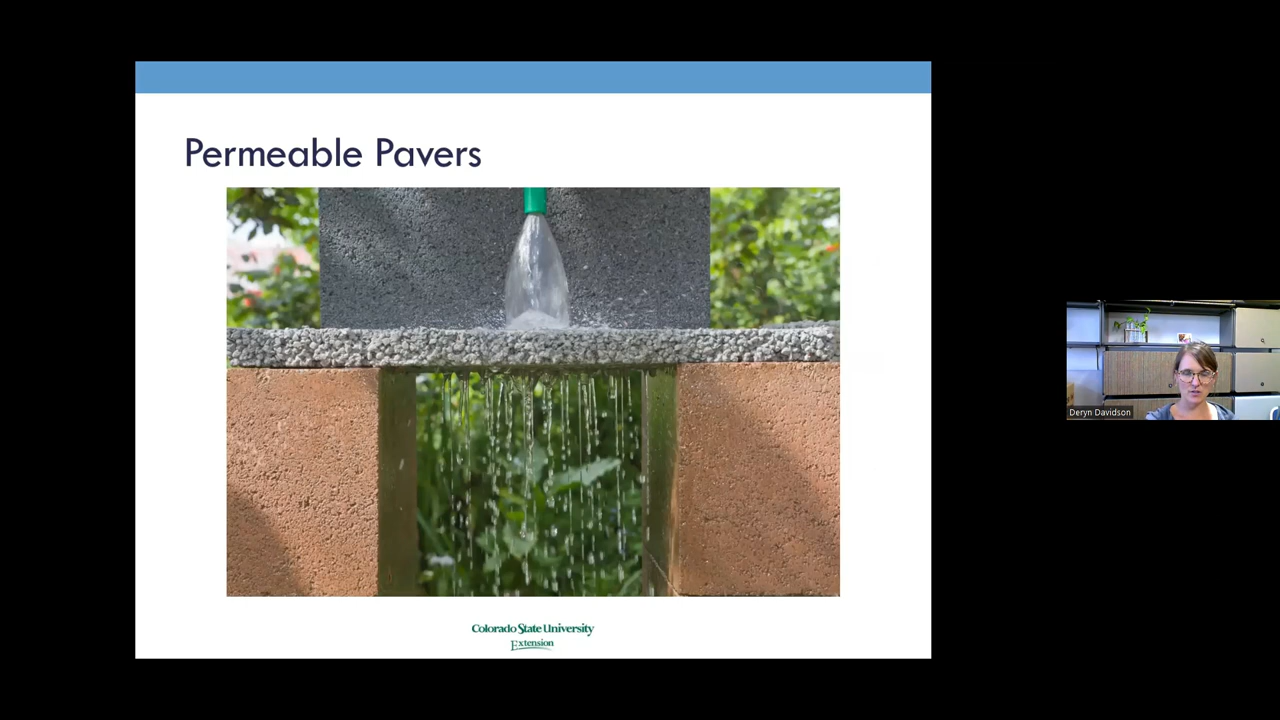 Permeable Pavers
Deryn Davidson
Colorado State University
Extension